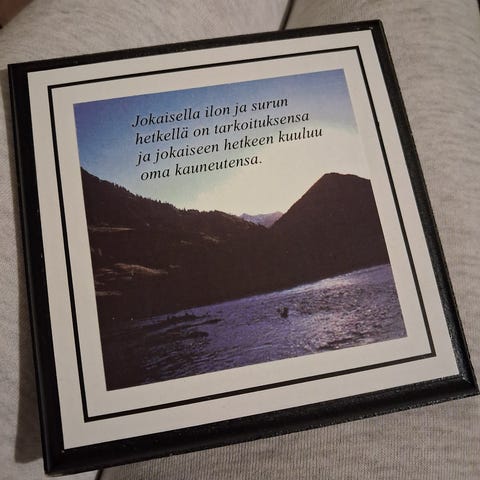 Jokaisella ilon ja surun
hetkellä on tarkoituksensa
ja jokaiseen hetkeen kuuluu
oma kauneutensa.